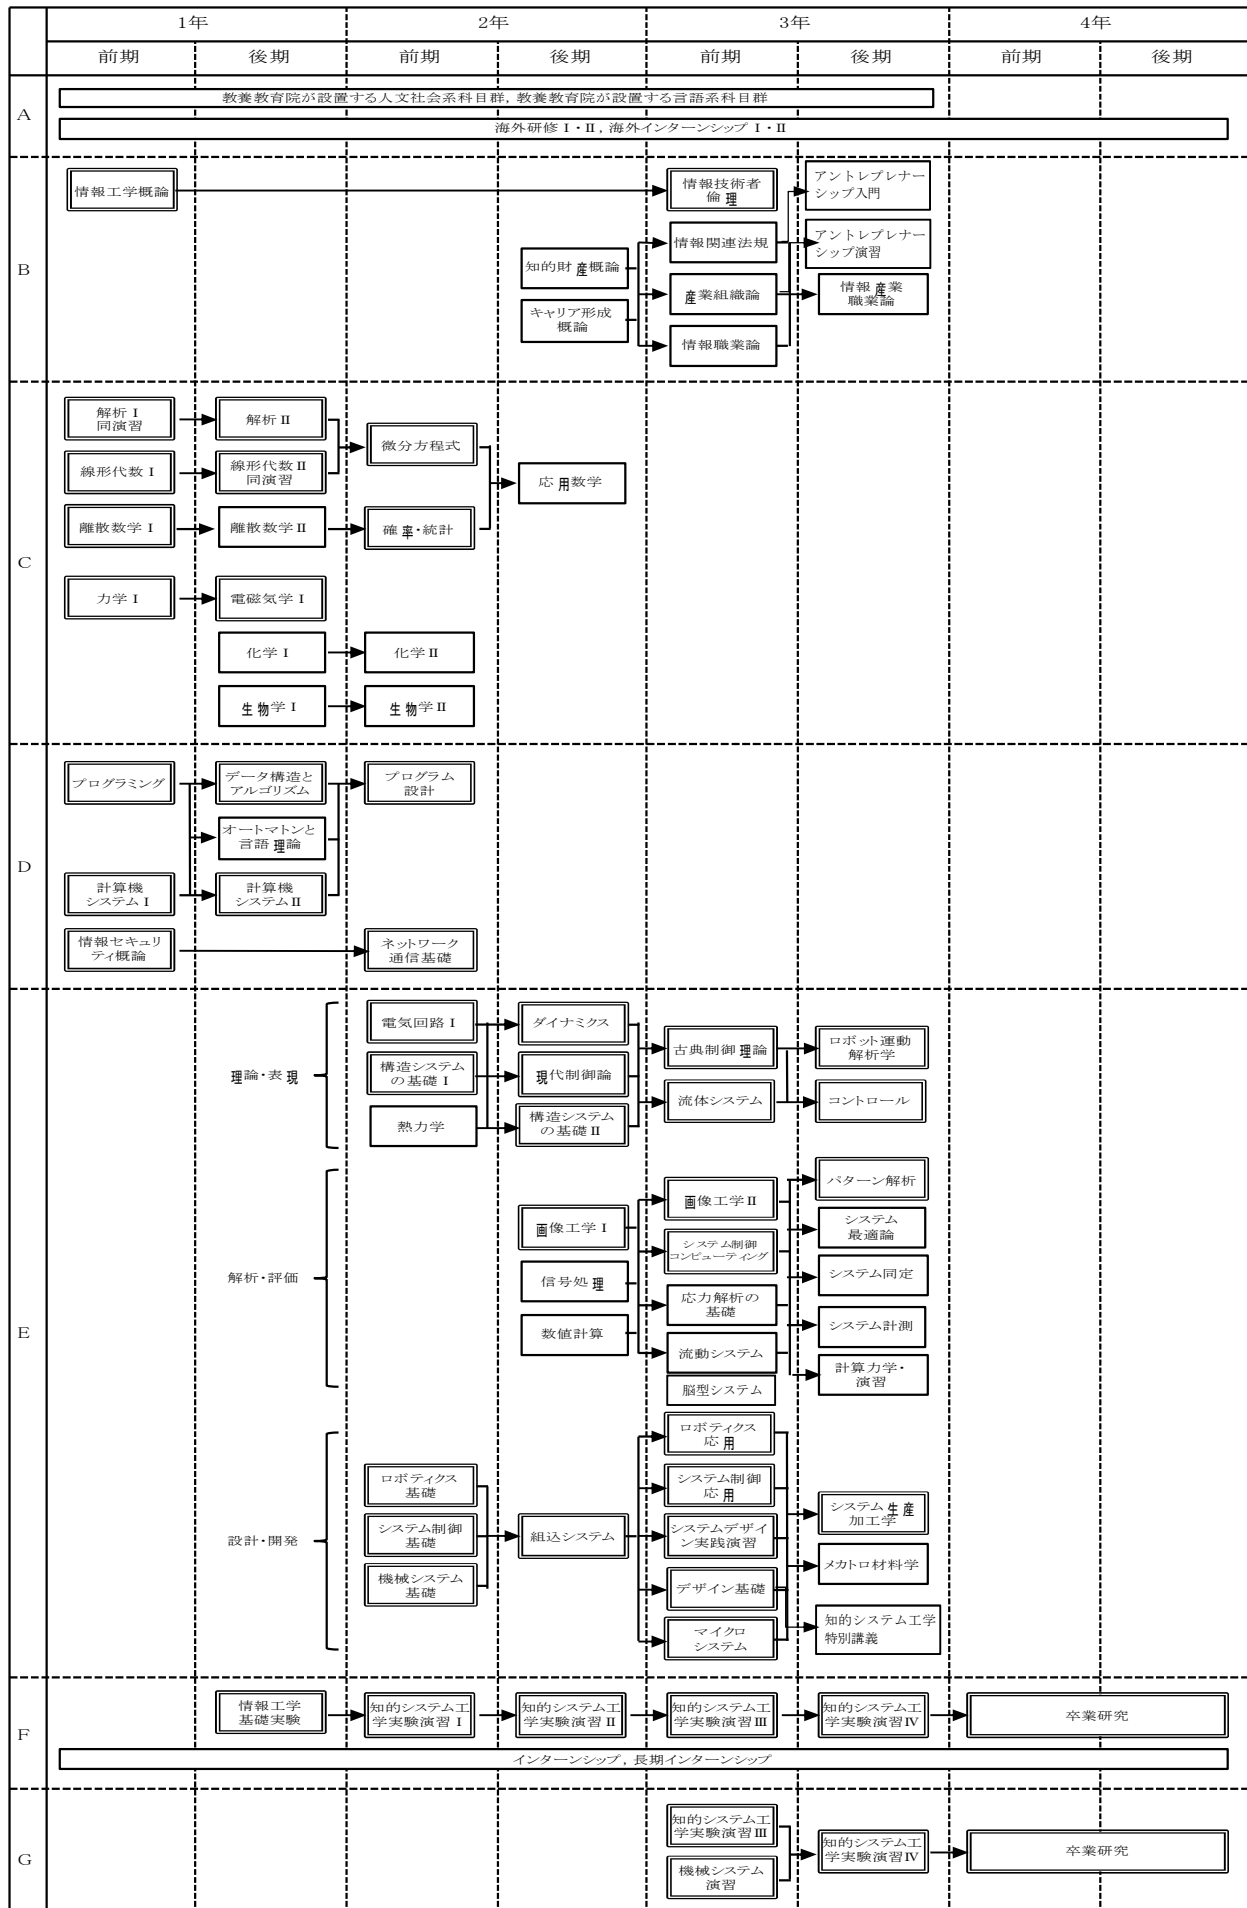 1年
2年
3年
4年
前期
後期
前期
後期
前期
後期
前期
後期
A
教養教育院が設置する人文社会系科目群, 教養教育院が設置する言語系科目群
海外研修Ⅰ・Ⅱ, 海外インターンシップⅠ・Ⅱ
B
情報工学概論
情報技術者
倫理
アントレプレナー
シップ入門
知的財産概論
情報関連法規
アントレプレナー
シップ演習
キャリア形成
概論
産業組織論
情報産業
職業論
情報職業論
C
解析Ⅰ
同演習
解析Ⅱ
微分方程式
線形代数Ⅰ
線形代数Ⅱ
同演習
応用数学
離散数学Ⅰ
離散数学Ⅱ
確率・統計
力学Ⅰ
電磁気学Ⅰ
化学Ⅰ
化学Ⅱ
生物学Ⅰ
生物学Ⅱ
D
プログラミング
データ構造と
アルゴリズム
プログラム
設計
オートマトンと
言語理論
計算機
システムⅠ
計算機
システムⅡ
情報セキュリ
ティ概論
ネットワーク
通信基礎
E
理論・表現
電気回路Ⅰ
ダイナミクス
古典制御理論
ロボット運動
解析学
構造システム
の基礎Ⅰ
現代制御論
流体システム
コントロール
熱力学
構造システム
の基礎Ⅱ
解析・評価
画像工学Ⅰ
画像工学Ⅱ
パターン解析
システム制御
コンピューティング
システム
最適論
信号処理
応力解析の
基礎
システム同定
数値計算
流動システム
システム計測
脳型システム
計算力学・
演習
設計・開発
ロボティクス
基礎
ロボティクス
応用
システム制御
応用
システム生産
加工学
システム制御
基礎
組込システム
システムデザイ
ン実践演習
メカトロ材料学
機械システム
基礎
デザイン基礎
知的システム工学
特別講義
マイクロ
システム
F
情報工学
基礎実験
知的システム工
学実験演習Ⅰ
知的システム工
学実験演習Ⅱ
知的システム工
学実験演習Ⅲ
知的システム工
学実験演習Ⅳ
卒業研究
インターンシップ, 長期インターンシップ
G
知的システム工
学実験演習Ⅲ
機械システム
演習
知的システム工
学実験演習Ⅳ
卒業研究